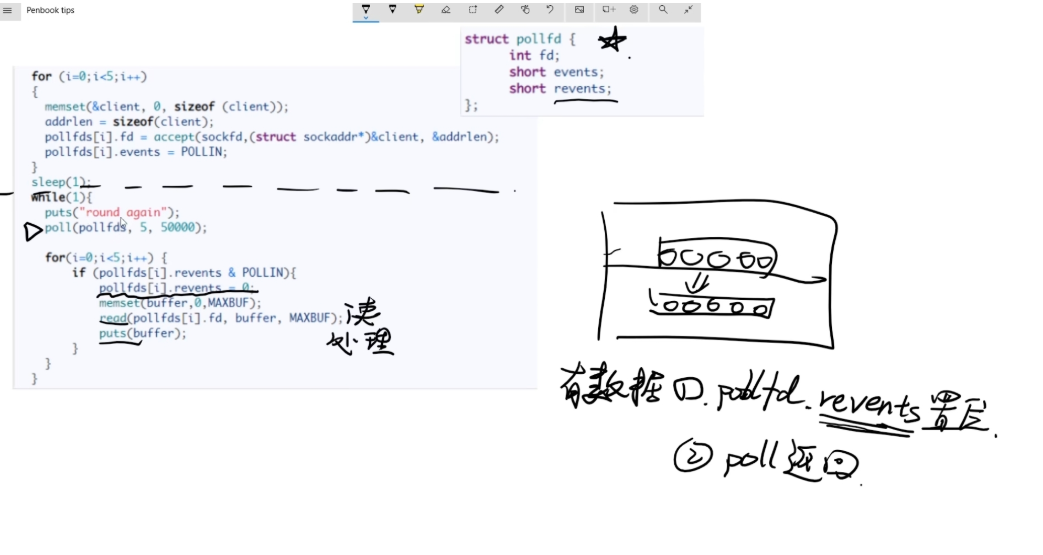 Penbook tips
struct pollfd {
int fd;
short events;
short revents;
};
for (i=0;i<5;i++)
{
memset(&client, 0, sizeof (client));
addrlen = sizeof(client);
pollfds[i].fd = accept(sockfd,(struct sockaddr*)&client, &addrlen);
pollfds[i].events = POLLIN;
}
sleep(1);
while(1){
puts("round again");
poll(pollfds, 5, 50000);
for(i=0;i<5;i++) {
if (pollfds[i].revents & POLLIN){
pollfds[i].revents = 0;
memset(buffer,0,MAXBUF);
read(pollfds[i].fd, buffer, MAXBUF);
puts(buffer);
}
}
}
读
处理
00000
00000
有数据 ①. pollfd. revents 置位.
② poll 返回.